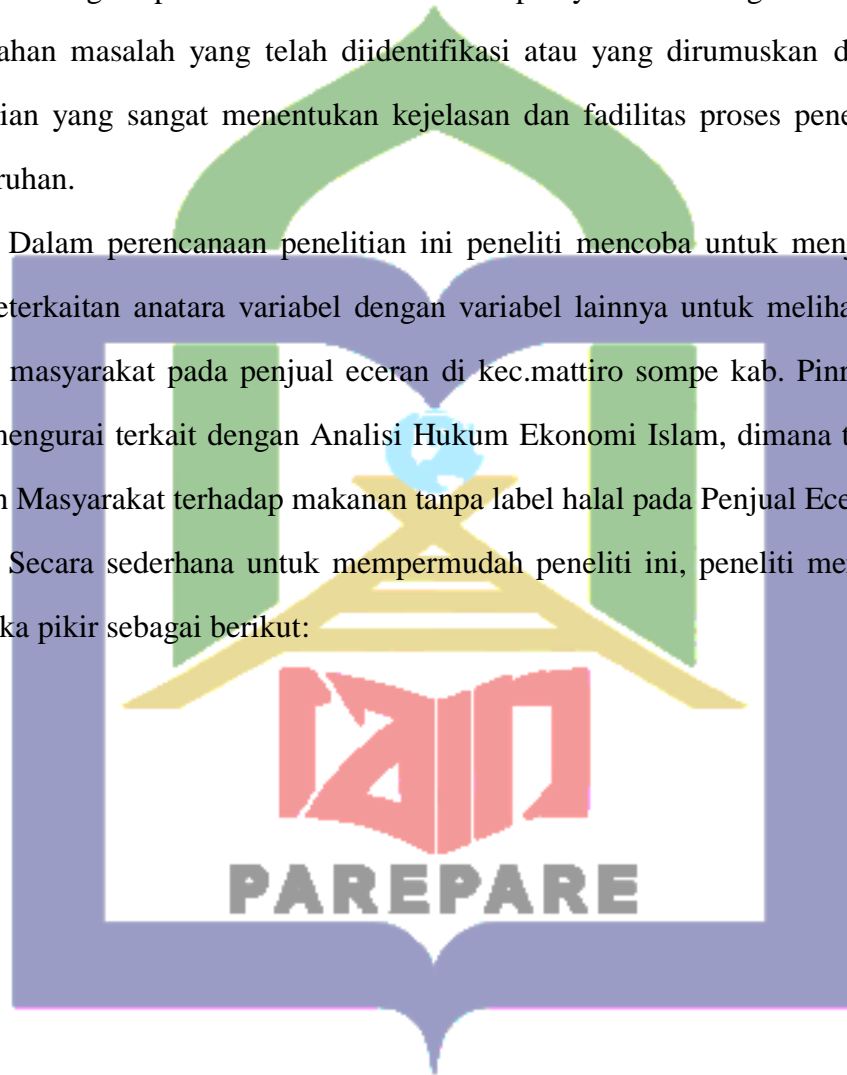 ahan masalah yang telah diidentifikasi atau yang dirumuskan d
ian yang sangat menentukan kejelasan dan fadilitas proses pene
ruhan.
Dalam perencanaan penelitian ini peneliti mencoba untuk menj
eterkaitan anatara variabel dengan variabel lainnya untuk meliha
masyarakat pada penjual eceran di kec.mattiro sompe kab. Pinr
mengurai terkait dengan Analisi Hukum Ekonomi Islam, dimana t
n Masyarakat terhadap makanan tanpa label halal pada Penjual Ece
Secara sederhana untuk mempermudah peneliti ini, peneliti mer
ka pikir sebagai berikut:
iain
PAREPARE